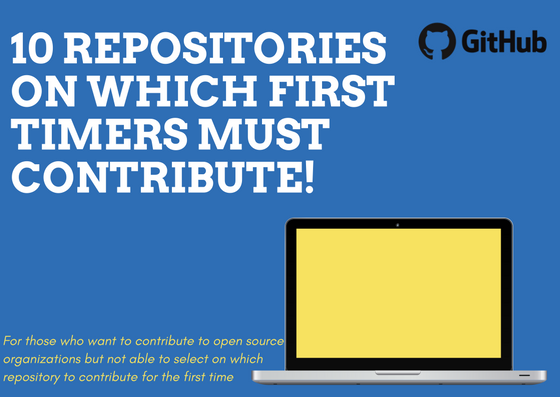 10 REPOSITORIES
ON WHICH FIRST
TIMERS MUST
CONTRIBUTE!
GitHub
For those who want to contribute to open source
organizations but not able to select on which
repository to contribute for the first time